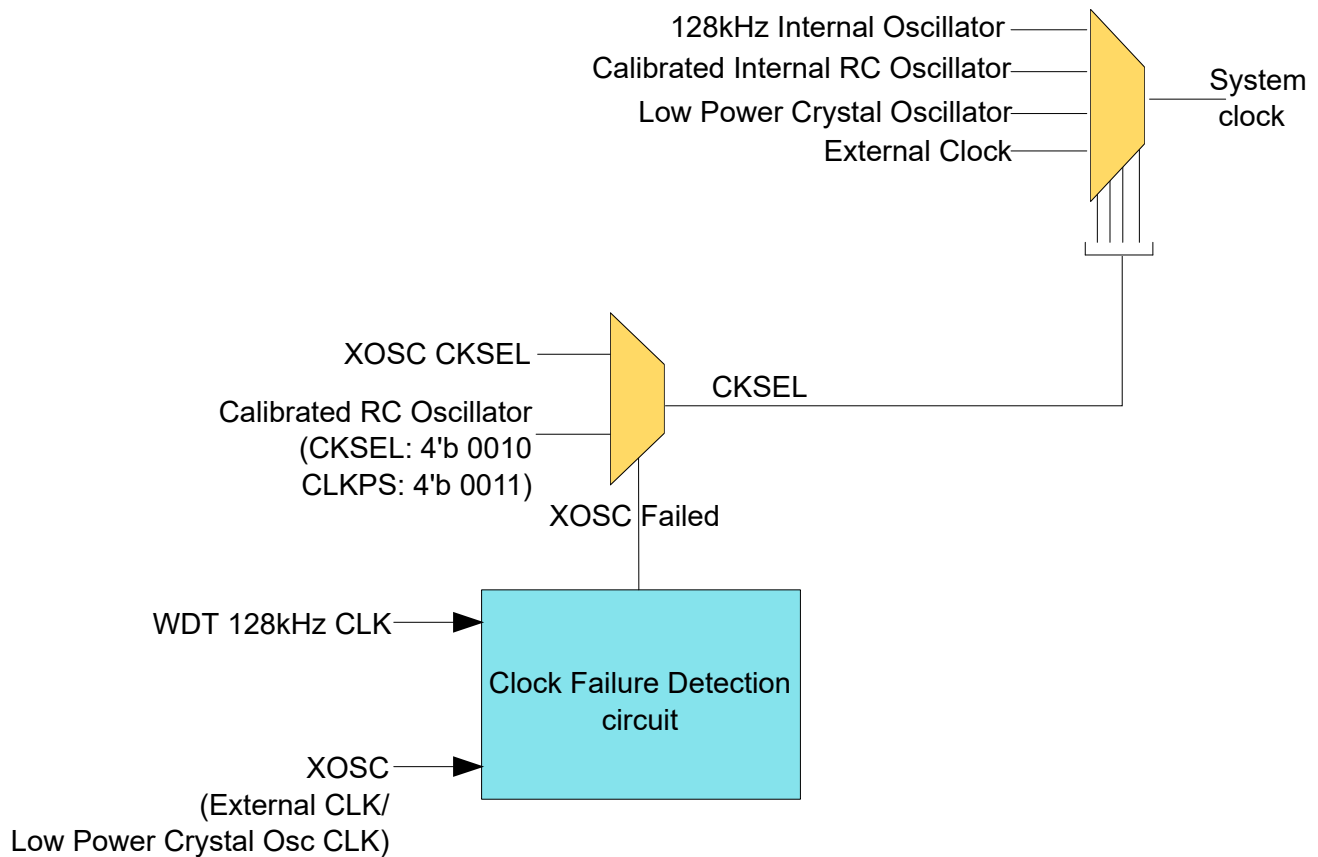 128kHz Internal Oscillator
Calibrated Internal RC Oscillator
Low Power Crystal Oscillator
External Clock
System
clock
XOSC CKSEL
Calibrated RC Oscillator
(CKSEL: 4'b 0010
CLKPS: 4'b 0011)
CKSEL
XOSC Failed
WDT 128kHz CLK
Clock Failure Detection
circuit
XOSC
(External CLK/
Low Power Crystal Osc CLK)